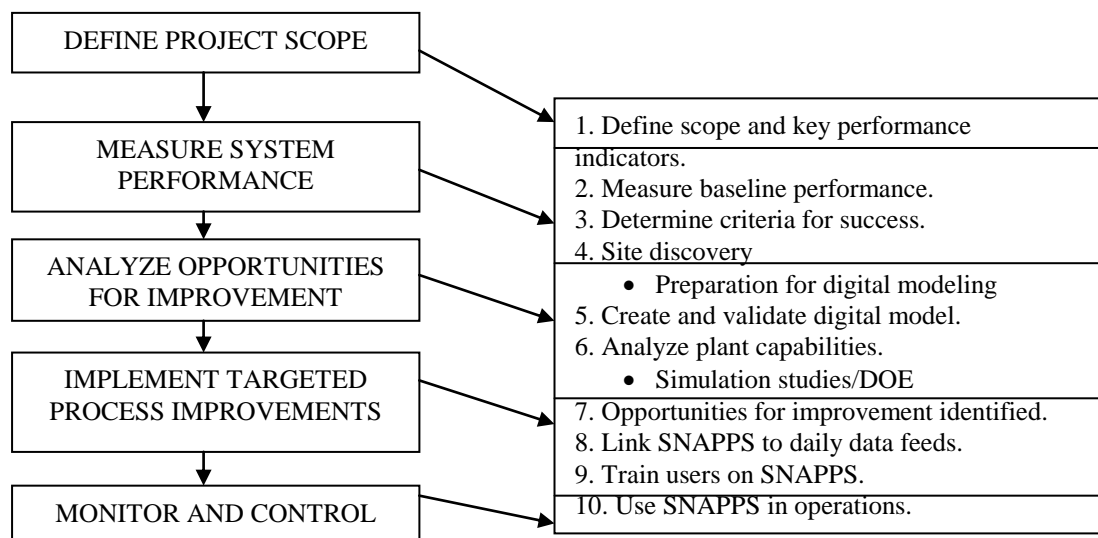 DEFINE PROJECT SCOPE
MEASURE SYSTEM
PERFORMANCE
ANALYZE OPPORTUNITIES
FOR IMPROVEMENT
IMPLEMENT TARGETED
PROCESS IMPROVEMENTS
MONITOR AND CONTROL
1. Define scope and key performance
indicators.
2. Measure baseline performance.
3. Determine criteria for success.
4. Site discovery
• Preparation for digital modeling
5. Create and validate digital model.
6. Analyze plant capabilities.
• Simulation studies/DOE
7. Opportunities for improvement identified.
8. Link SNAPPS to daily data feeds.
9. Train users on SNAPPS.
10. Use SNAPPS in operations.